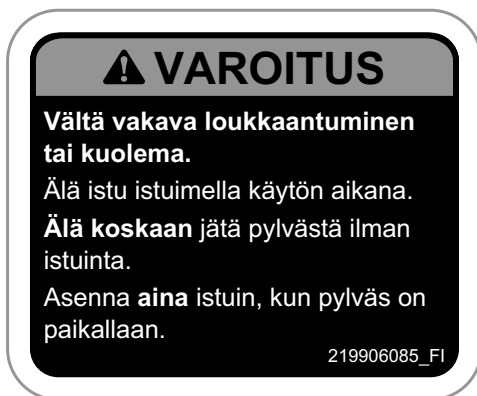 VAROITUS
Vältä vakava loukkaantuminen
tai kuolema.
Älä istu istuimella käytön aikana.
Älä koskaan jätä pylvästä ilman
istuinta.
Asenna aina istuin, kun pylväs on
paikallaan.
219906085_FI